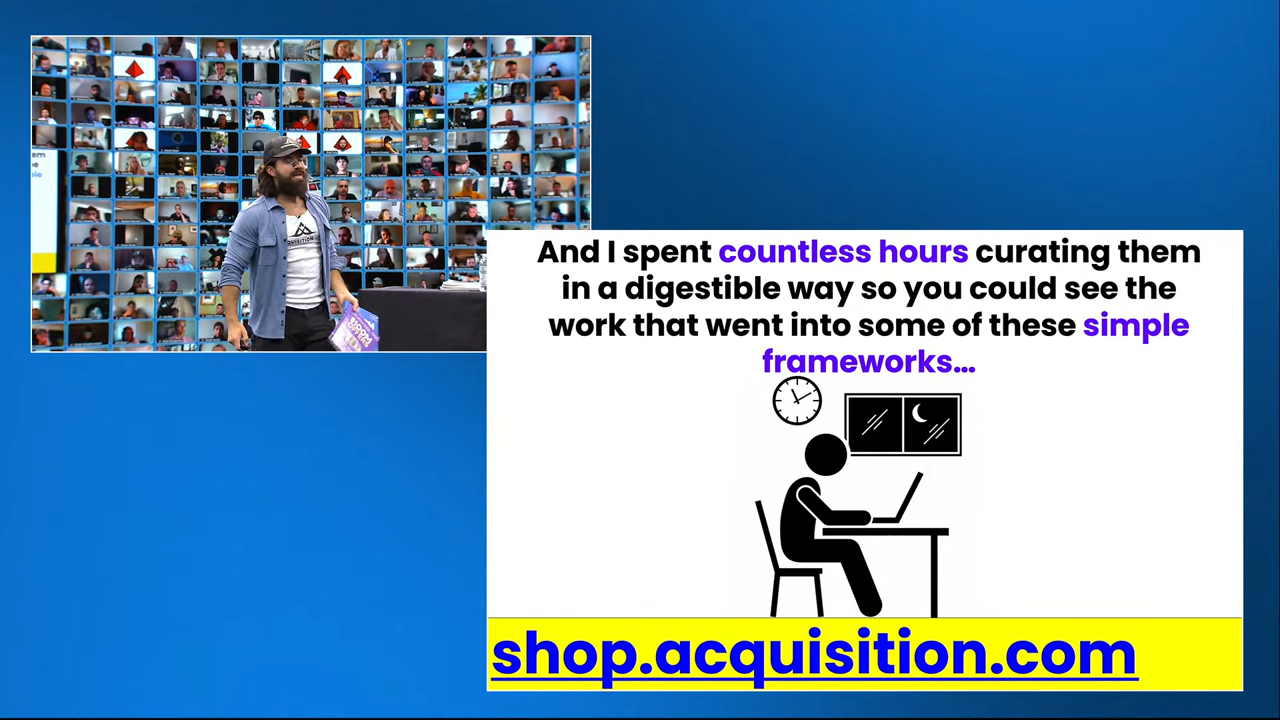 And I spent countless hours curating them
in a digestible way so you could see the
work that went into some of these simple
frameworks...
shop.acquisition.com